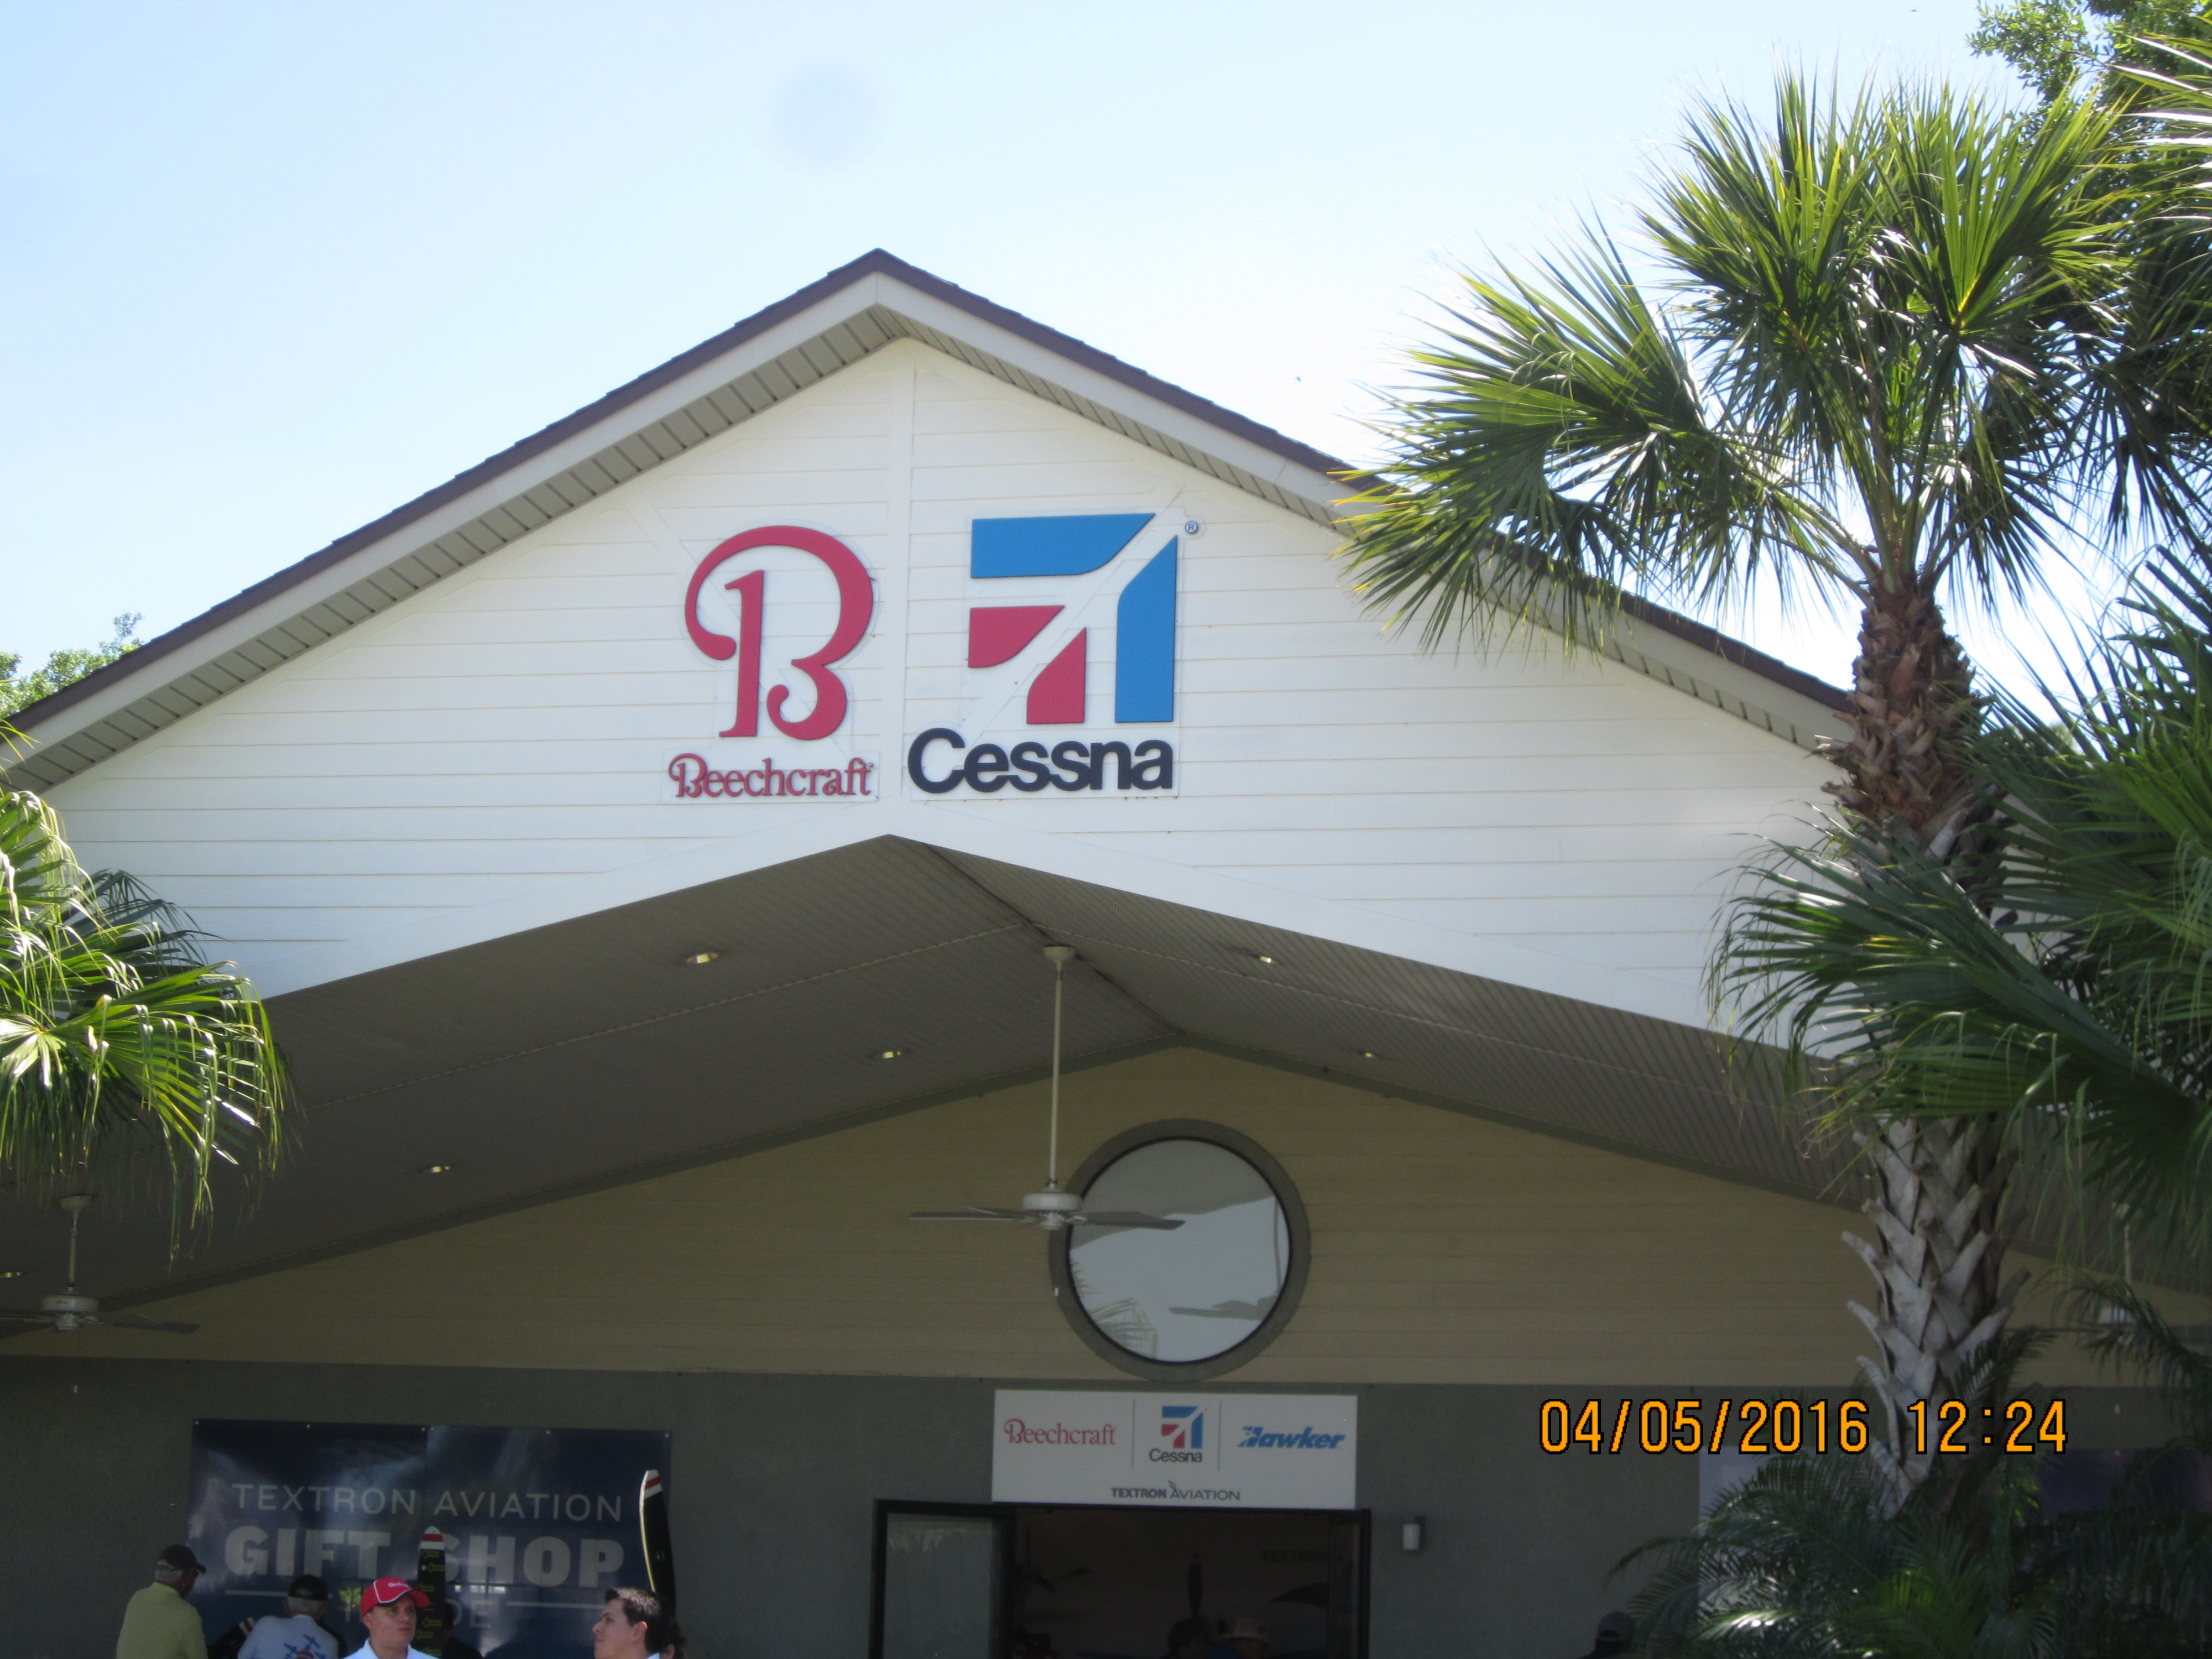 B
Beechcraft
®
Cessna
Beechcraft
Cessna
Hawker
TEXTRON AVIATION
TEXTRON AVIATION
GIFT SHOP
04/05/2016 12:24